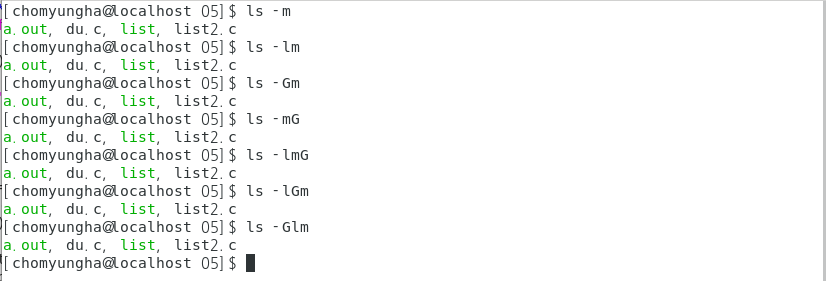 [chomyungha@localhost 05]$ ls -m
a.out, du.c, list, list2.c
[chomyungha@localhost 05]$ ls -lm
a.out, du.c, list, list2.c
[chomyungha@localhost 05]$ ls -Gm
a.out, du.c, list, list2.c
[chomyungha@localhost 05]$ ls -mG
a.out, du.c, list, list2.c
[chomyungha@localhost 05]$ ls -lmG
a.out, du.c, list, list2.c
[chomyungha@localhost 05]$ ls -lGm
a.out, du.c, list, list2.c
[chomyungha@localhost 05]$ ls -Glm
a.out, du.c, list, list2.c
[chomyungha@localhost 05]$